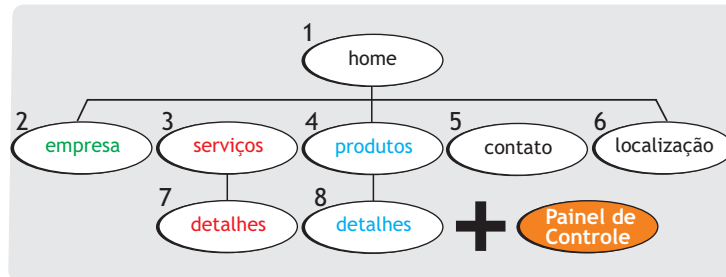 1
home
2
empresa
3
serviços
4
produtos
5
contato
6
localização
7
detalhes
8
detalhes
+
Painel de
Controle